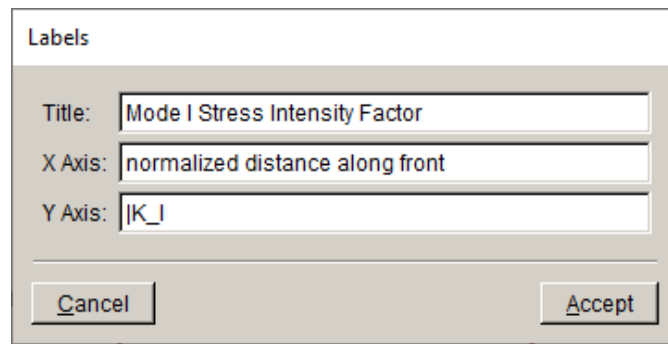 Labels
Title: Mode I Stress Intensity Factor
X Axis: normalized distance along front
Y Axis: K_I
Cancel Accept